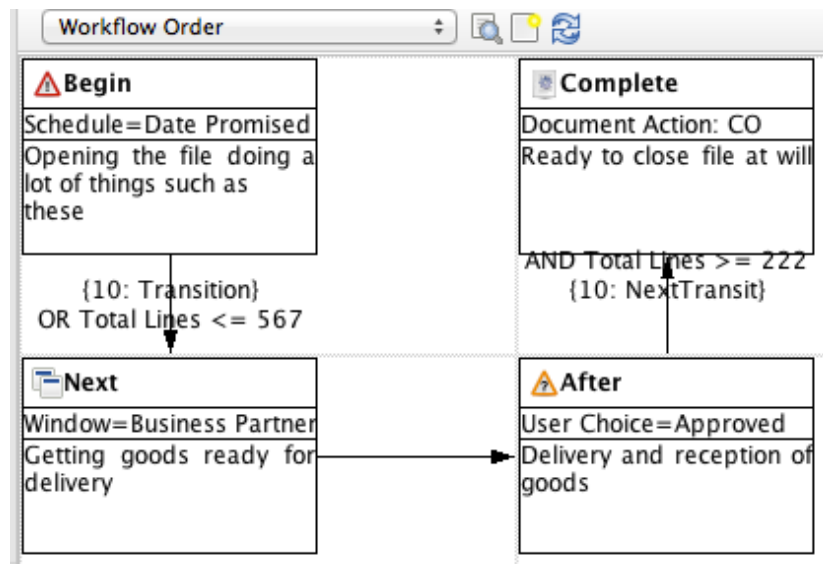 Workflow Order
Begin
Schedule=Date Promised
Opening the file doing a
lot of things such as
these
{10: Transition}
OR Total Lines <= 567
Next
Window=Business Partner
Getting goods ready for
delivery
Complete
Document Action: CO
Ready to close file at will
AND Total Lines >= 222
{10: NextTransit}
After
User Choice=Approved
Delivery and reception of
goods